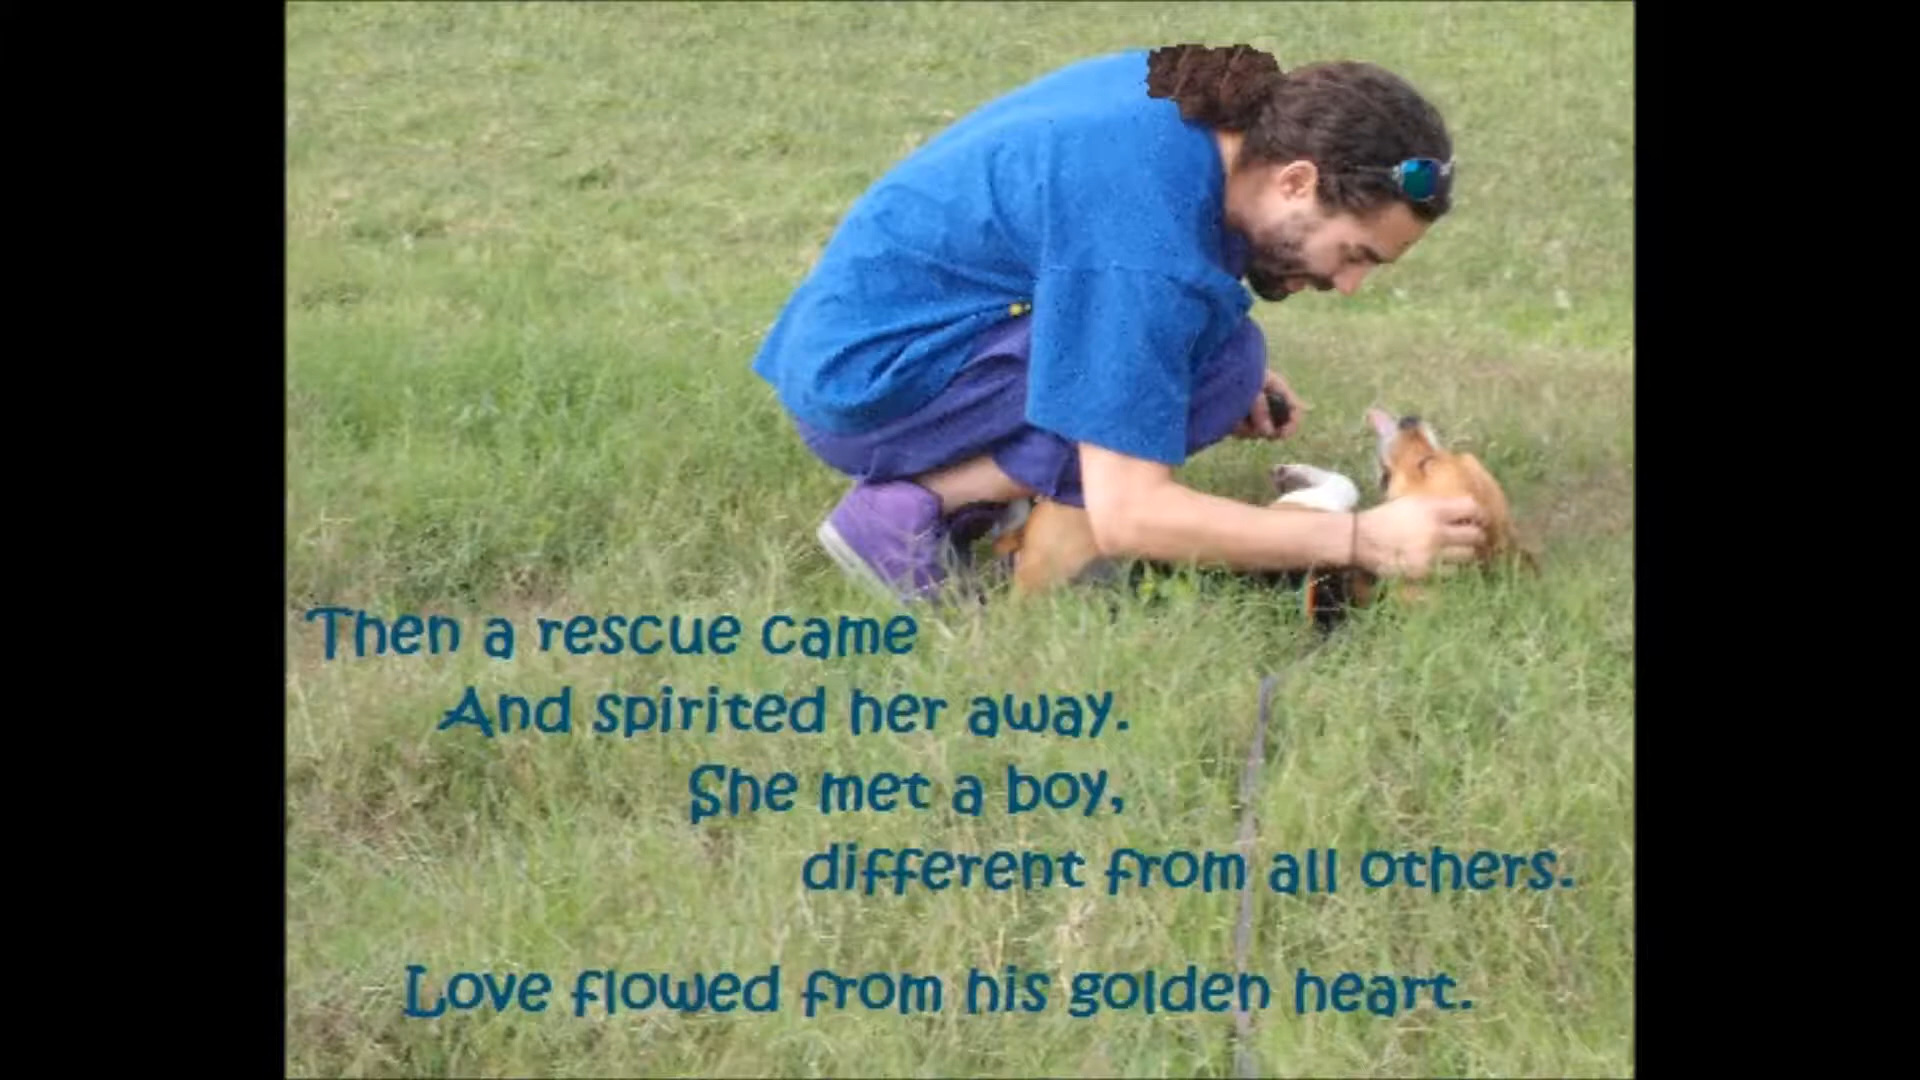 Then a rescue came
And spirited her away.
She met a boy,
different from all others.
Love flowed from his golden heart.